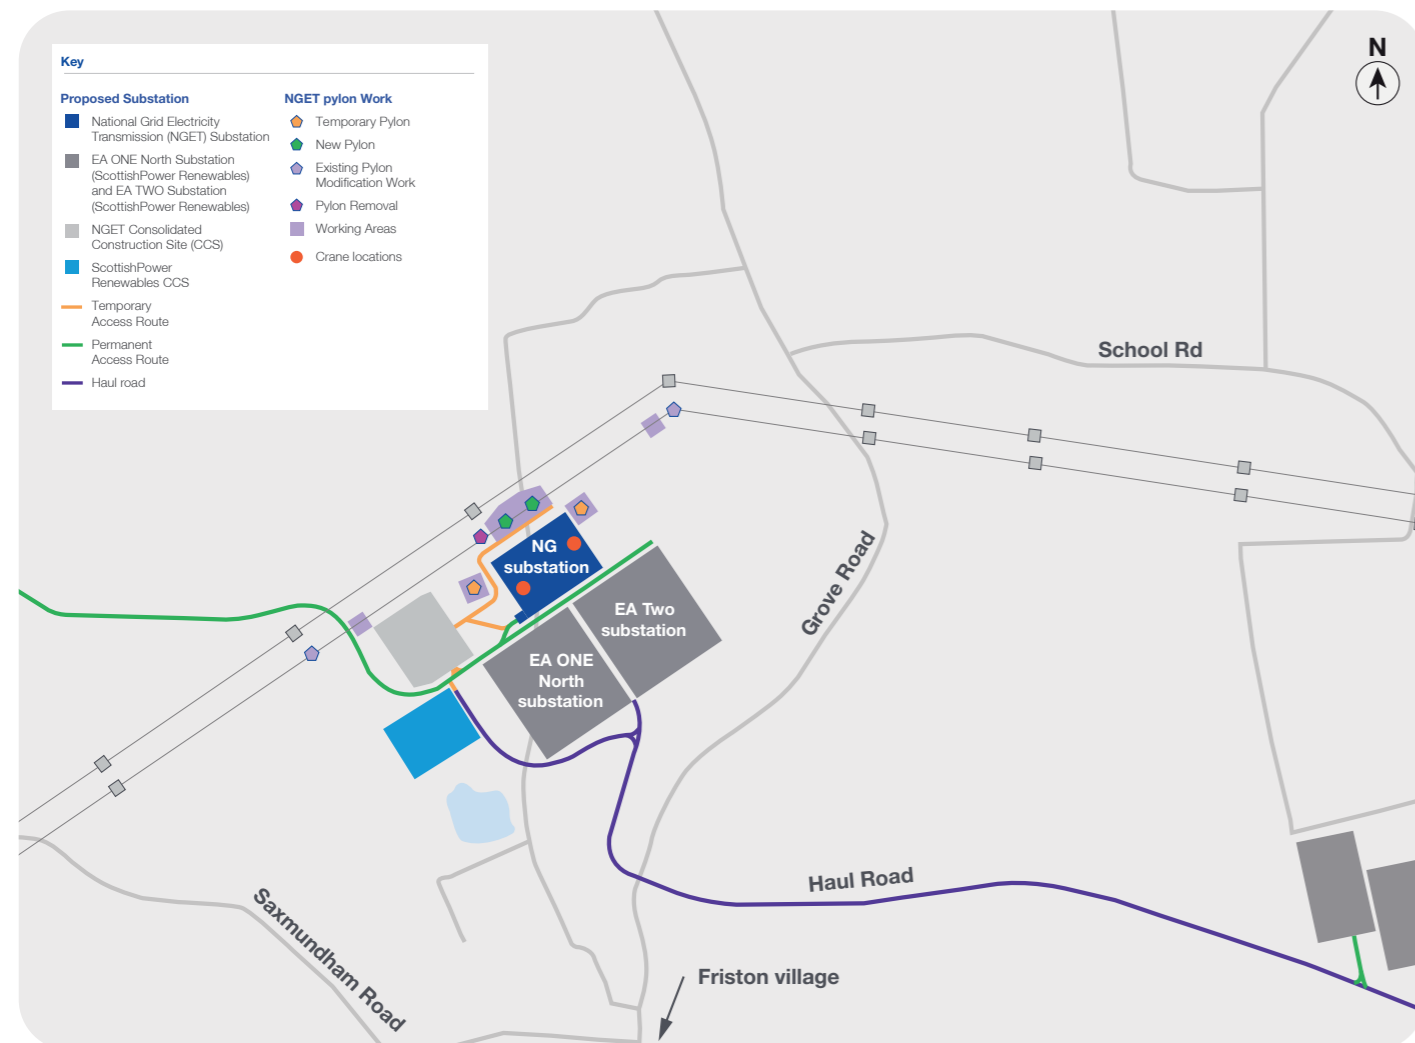 Key
Proposed Substation
National Grid Electricity
Transmission (NGET) Substation
EA ONE North Substation
(ScottishPower Renewables)
and EA TWO Substation
(ScottishPower Renewables)
NGET Consolidated
Construction Site (CCS)
ScottishPower
Renewables CCS
Temporary
Access Route
Permanent
Access Route
Haul road
NGET pylon Work
Temporary Pylon
New Pylon
Existing Pylon
Modification Work
Pylon Removal
Working Areas
Crane locations
N
School Rd
NG
substation
EA Two
substation
Grove Road
EA ONE
North
substation
Haul Road
Saxmundham Road
Friston village